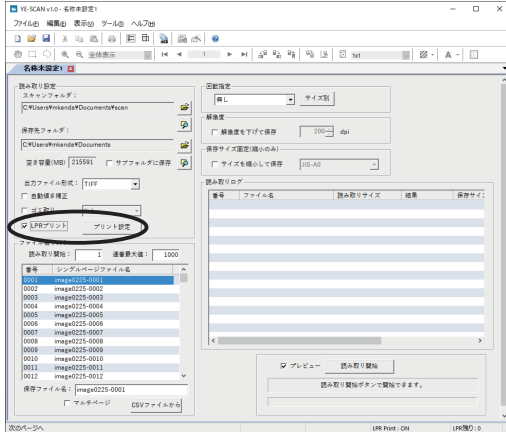 YE-SCAN v1.0 - 名称未設定1
ファイル(F) 編集(E) 表示(V) ツール(T) ヘルプ(H)
全体表示 1 1x1
名称未設定1
読み取り設定
スキャンフォルダ：
C:¥Users¥mkanda¥Documents¥scan
保存先フォルダ：
C:¥Users¥mkanda¥Documents
空き容量(MB) 215591 サブフォルダに保存
出力ファイル形式： TIFF
自動傾き補正
ゴミ取り
LPRプリント プリント設定
読み取り開始： 1 連番最大値： 1000
番号 シングルページファイル名
0001 image0225-0001
0002 image0225-0002
0003 image0225-0003
0004 image0225-0004
0005 image0225-0005
0006 image0225-0006
0007 image0225-0007
0008 image0225-0008
0009 image0225-0009
0010 image0225-0010
0011 image0225-0011
0012 image0225-0012
保存ファイル名： image0225-0001
マルチページ CSVファイルから
面数指定
無し サイズ別
解像度
解像度を下げて保存 200 dpi
保存サイズ固定(縮小のみ)
サイズを縮小して保存 JIS-A0
読み取りログ
番号 ファイル名 読み取りサイズ 結果 保存サイズ
プレビュー 読み取り開始
読み取り開始ボタンで開始できます。
次のページへ LPR Print : ON LPR残り : 0